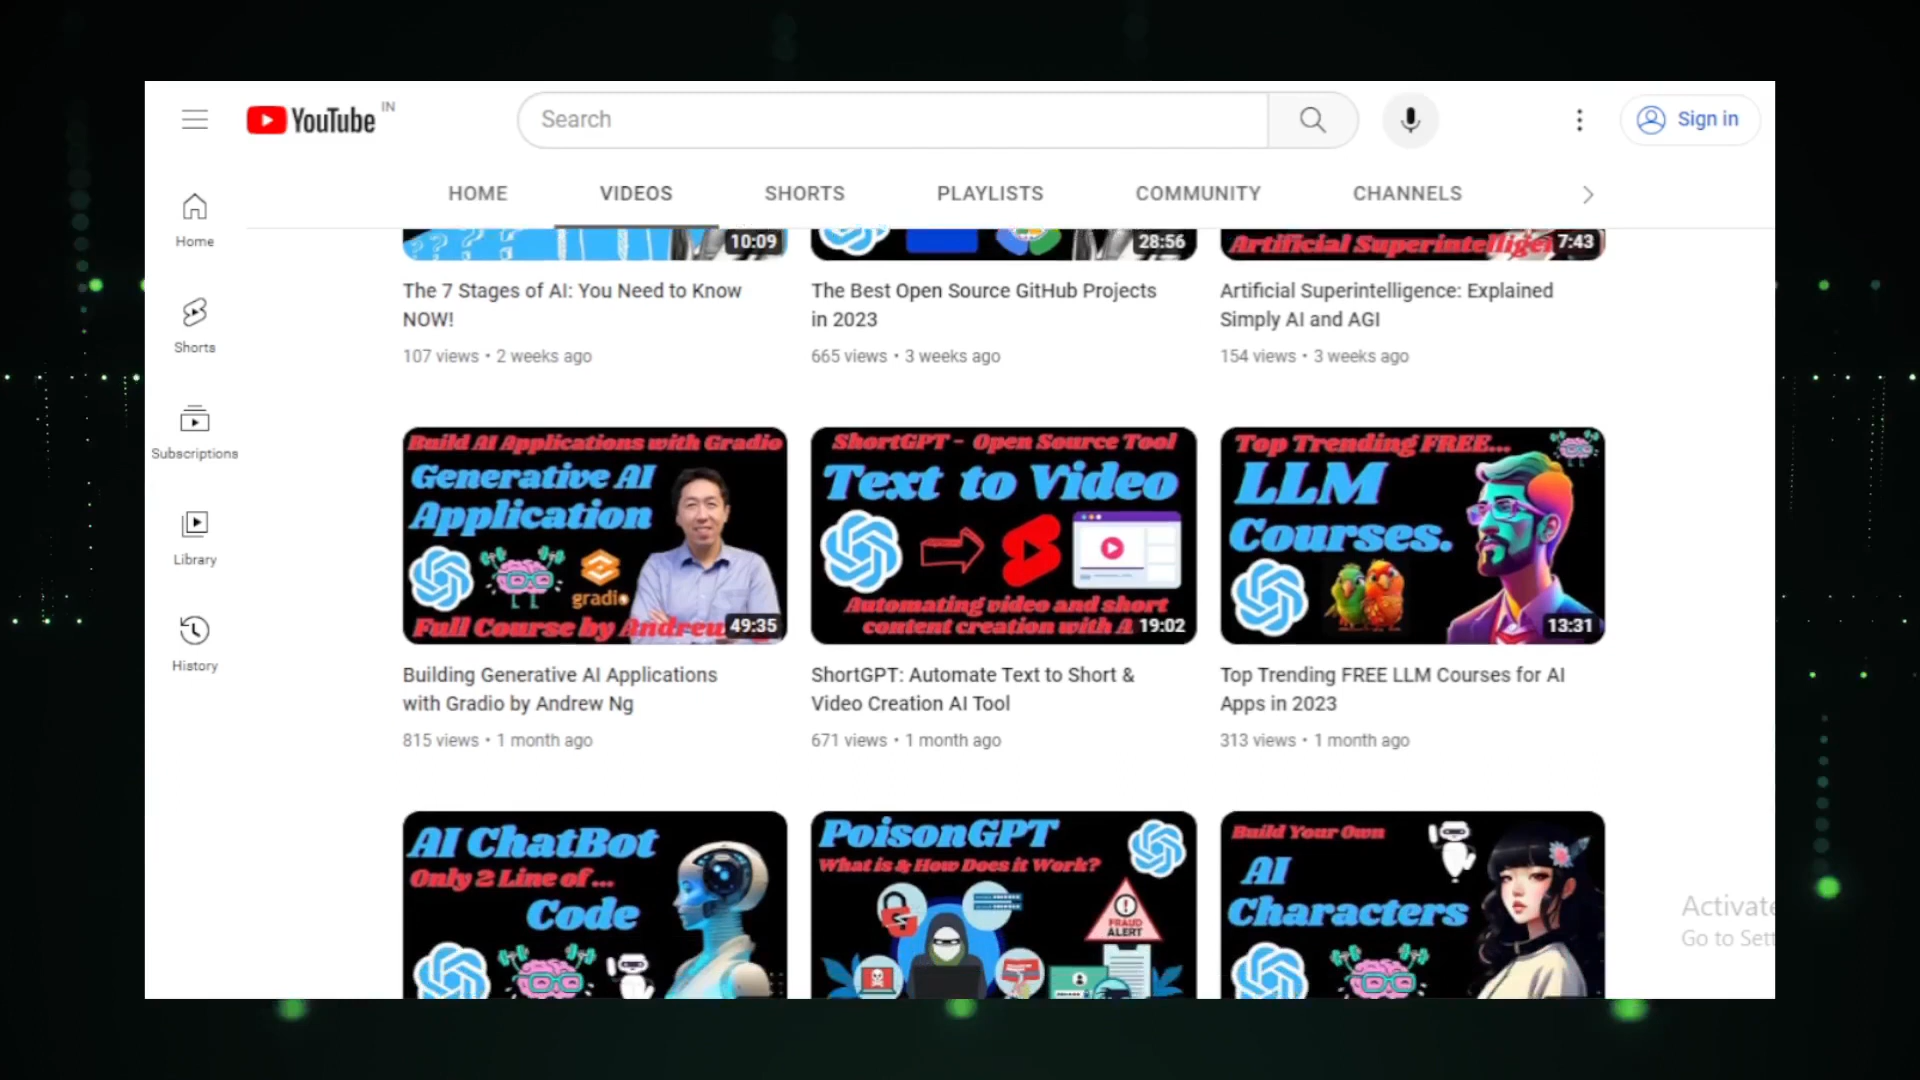 YouTube IN
Search
Sign in
HOME VIDEOS SHORTS PLAYLISTS COMMUNITY CHANNELS
Home
Shorts
Subscriptions
Library
History
10:09
28:56
Artificial Superintellige
7:43
The 7 Stages of AI: You Need to Know
NOW!
107 views • 2 weeks ago
The Best Open Source GitHub Projects
in 2023
665 views • 3 weeks ago
Artificial Superintelligence: Explained
Simply AI and AGI
154 views • 3 weeks ago
Build AI Applications with Gradio
Generative AI
Application
gradio
Full Course by Andrew
49:35
ShortGPT - Open Source Tool
Text to Video
Automating video and short
content creation with A
19:02
Top Trending FREE...
LLM
Courses.
13:31
Building Generative AI Applications
with Gradio by Andrew Ng
815 views • 1 month ago
ShortGPT: Automate Text to Short &
Video Creation AI Tool
671 views • 1 month ago
Top Trending FREE LLM Courses for AI
Apps in 2023
313 views • 1 month ago
AI ChatBot
Only 2 Line of ...
Code
PoisonGPT
What is & How Does it Work?
FRAUD
ALERT
Build Your Own
AI
Characters
Activate
Go to Sett